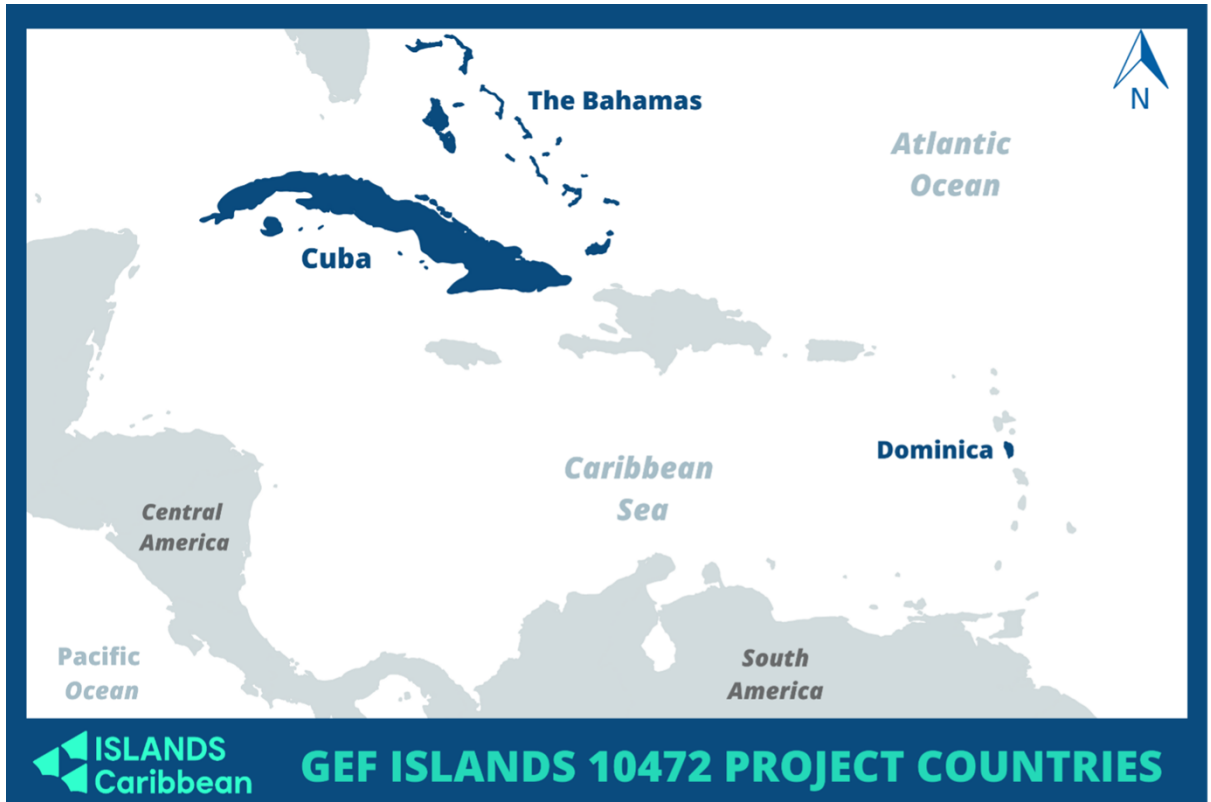 N
The Bahamas
Atlantic
Ocean
Cuba
Dominica
Caribbean
Sea
Central
America
Pacific
Ocean
South
America
ISLANDS
Caribbean
GEF ISLANDS 10472 PROJECT COUNTRIES